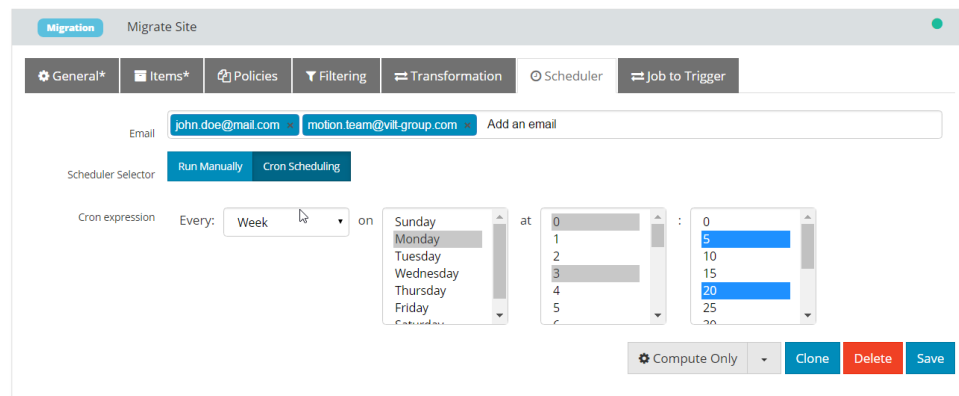 Migration Migrate Site
General* Items* Policies Filtering Transformation Scheduler Job to Trigger
Email john.doe@mail.com × motion.team@vilt-group.com × Add an email
Scheduler Selector Run Manually Cron Scheduling
Cron expression Every: Week on Sunday at 0 : 0
Monday 1 5
Tuesday 2 10
Wednesday 3 15
Thursday 4 20
Friday 5 25
Saturday 6 30
Compute Only Clone Delete Save